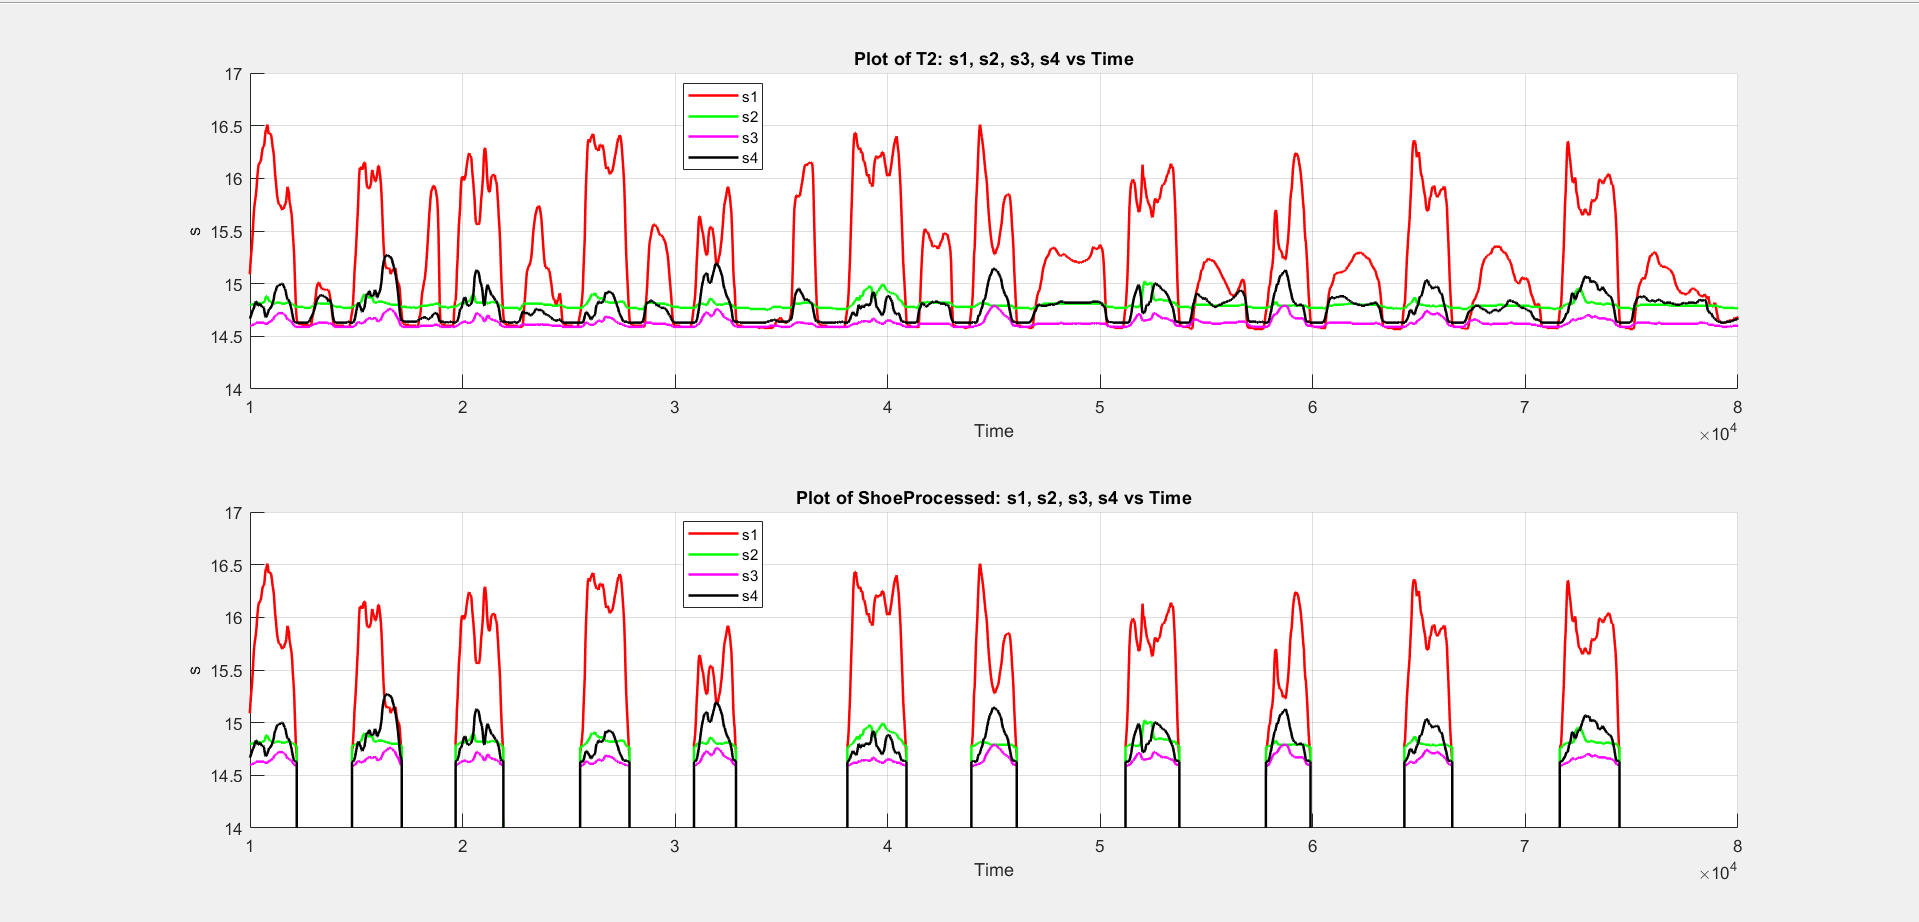 Plot of T2: s1, s2, s3, s4 vs Time
17
16.5
16
15.5
15
14.5
14
s
s1
s2
s3
s4
1 2 3 4 5 6 7 8
Time
×10^4
Plot of ShoeProcessed: s1, s2, s3, s4 vs Time
17
16.5
16
15.5
15
14.5
14
s
s1
s2
s3
s4
1 2 3 4 5 6 7 8
Time
×10^4